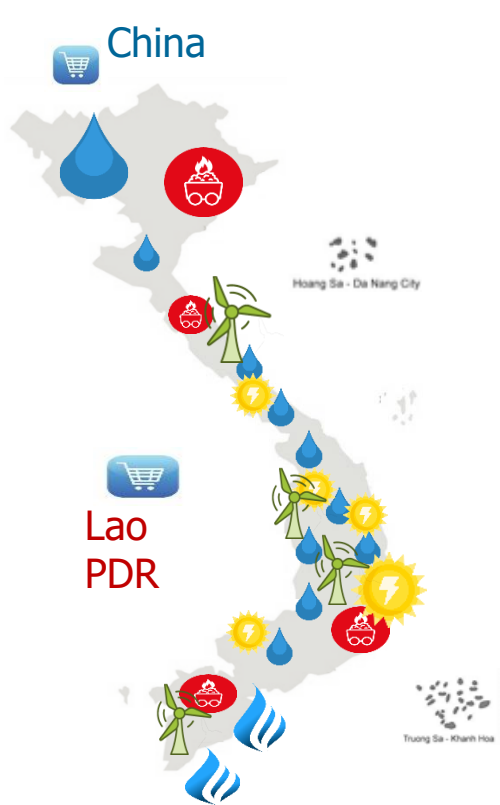 China
Hoang Sa - Da Nang City
Lao
PDR
Truong Sa - Khanh Hoa